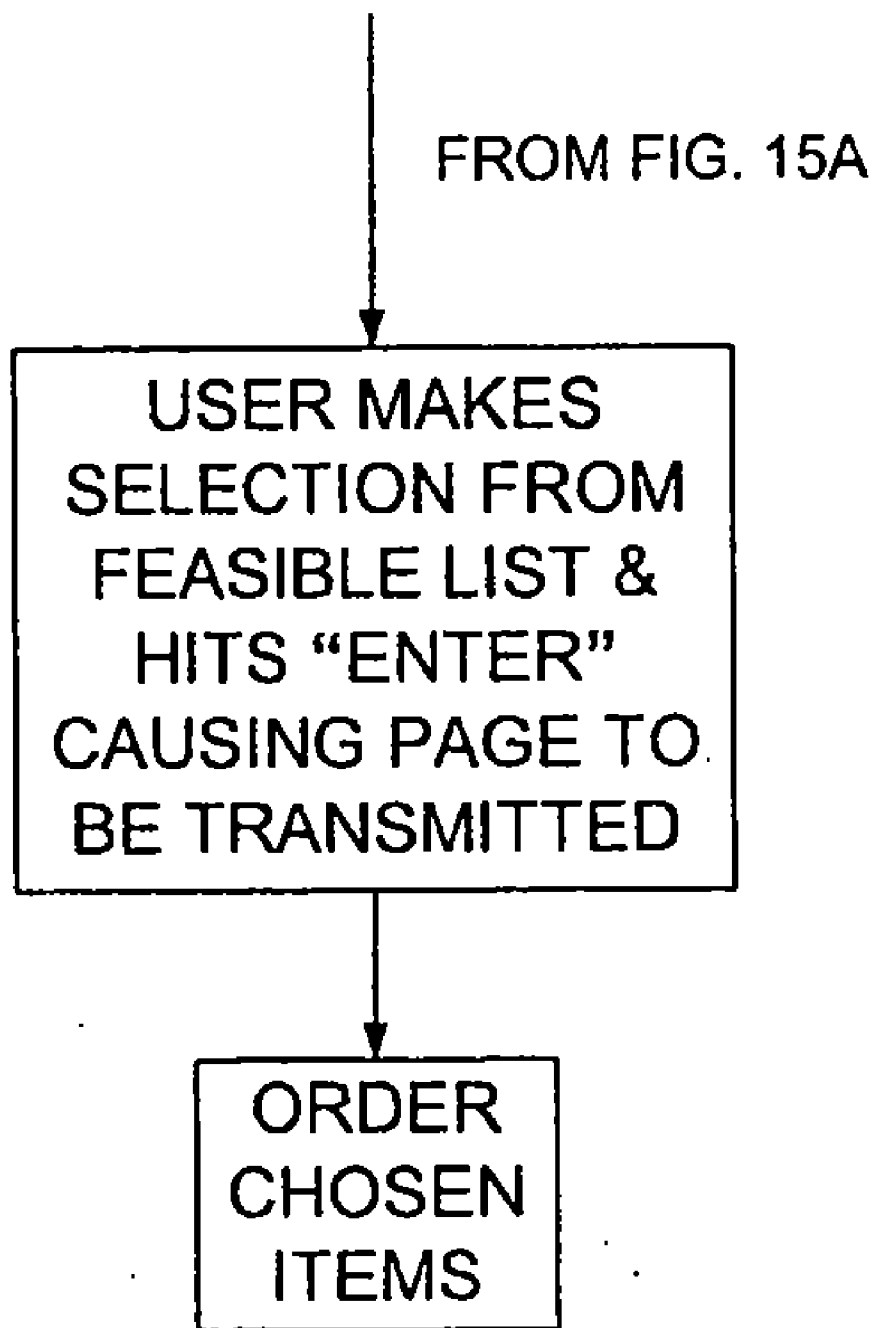 FROM FIG. 15A
USER MAKES
SELECTION FROM
FEASIBLE LIST &
HITS “ENTER”
CAUSING PAGE TO
BE TRANSMITTED
ORDER
CHOSEN
ITEMS